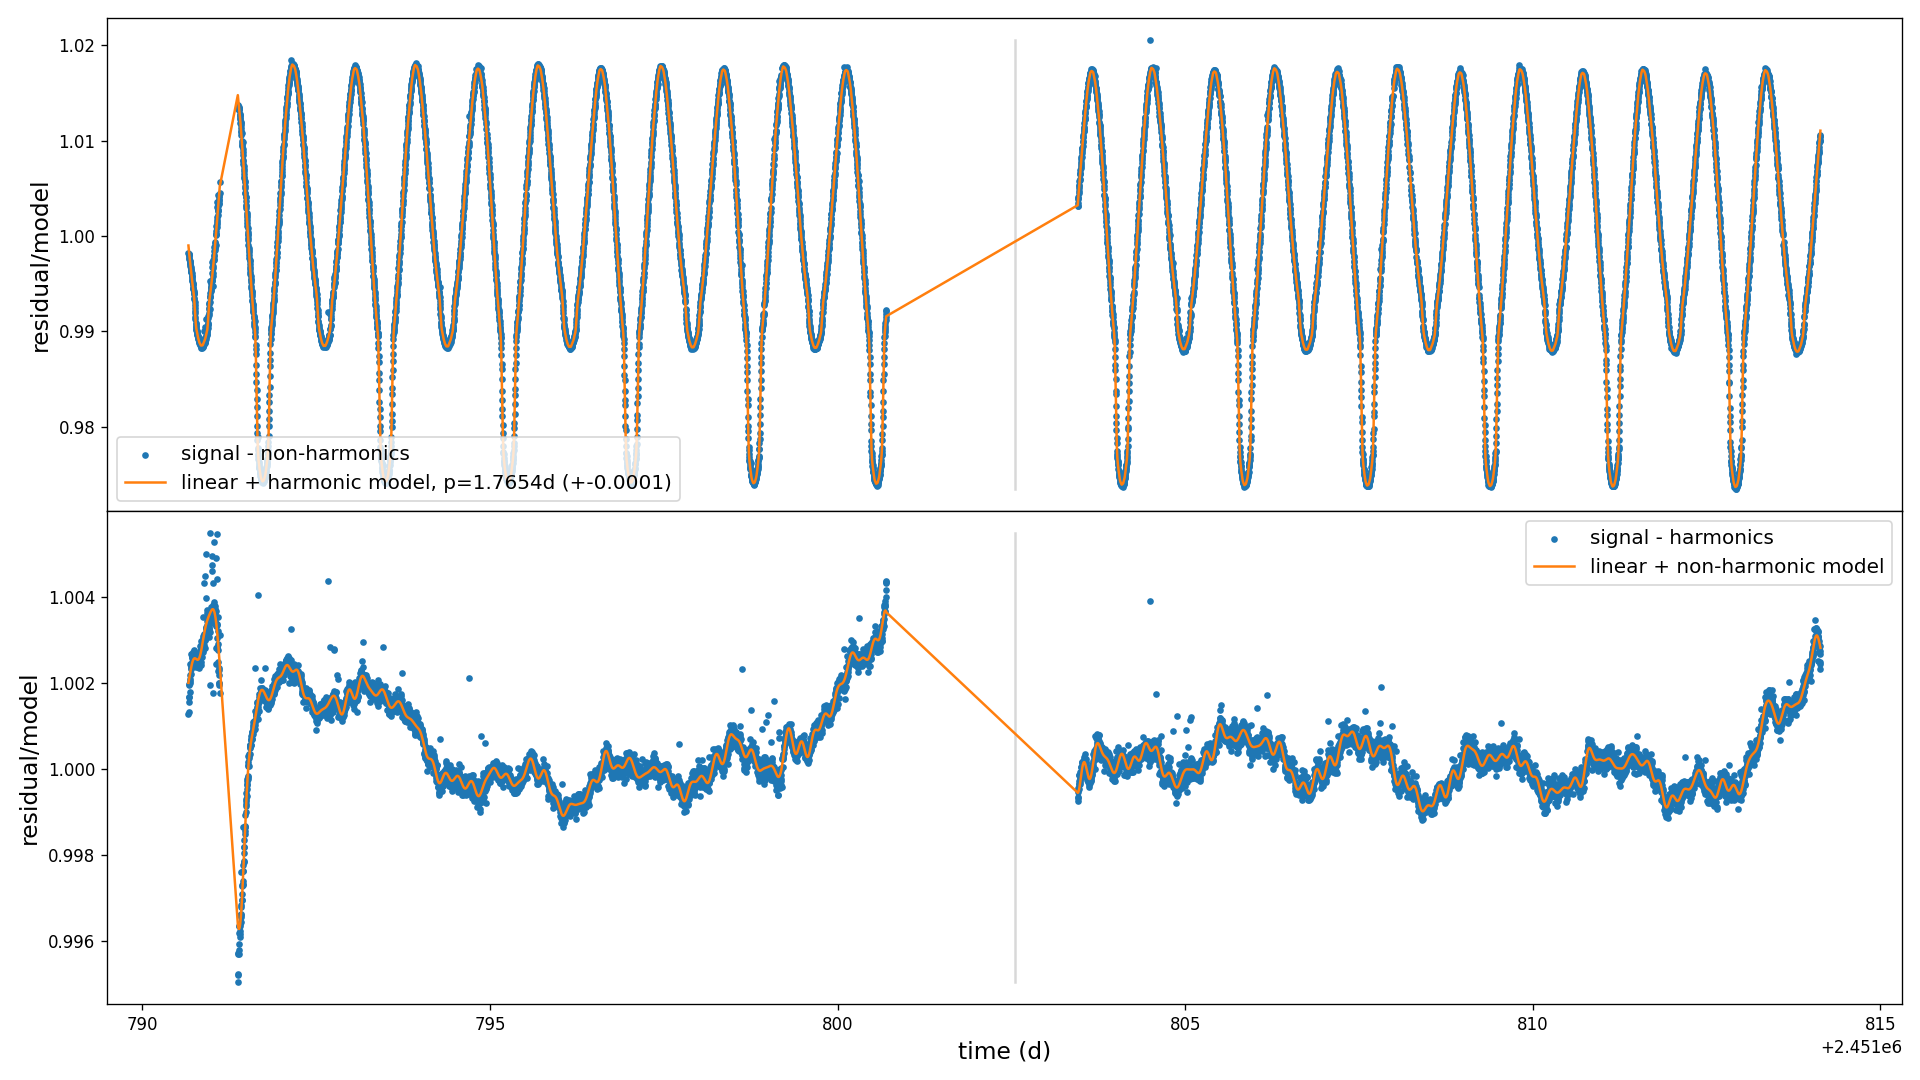 1.02
1.01
1.00
0.99
0.98
residual/model
signal - non-harmonics
linear + harmonic model, p=1.7654d (+-0.0001)
signal - harmonics
linear + non-harmonic model
1.004
1.002
1.000
0.998
0.996
residual/model
790 795 800 805 810 815
time (d)
+2.451e6